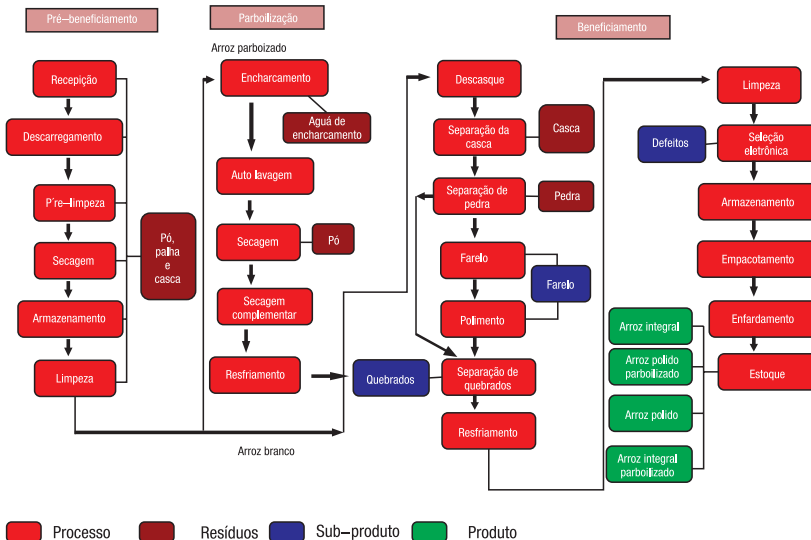 Pré–beneficiamento
Parboilização
Beneficiamento
Recepição
Descarregamento
P´re–limpeza
Secagem
Armazenamento
Limpeza
Pó,
palha
e
casca
Arroz parboizado
Encharcamento
Aguá de
encharcamento
Auto lavagem
Secagem
Pó
Secagem
complementar
Resfriamento
Arroz branco
Descasque
Separação da
casca
Casca
Separação de
pedra
Pedra
Farelo
Farelo
Polimento
Quebrados
Separação de
quebrados
Resfriamento
Limpeza
Defeitos
Seleção
eletrônica
Armazenamento
Empacotamento
Enfardamento
Estoque
Arroz integral
Arroz polido
parboilizado
Arroz polido
Arroz integral
parboilizado
Processo
Resíduos
Sub-produto
Produto